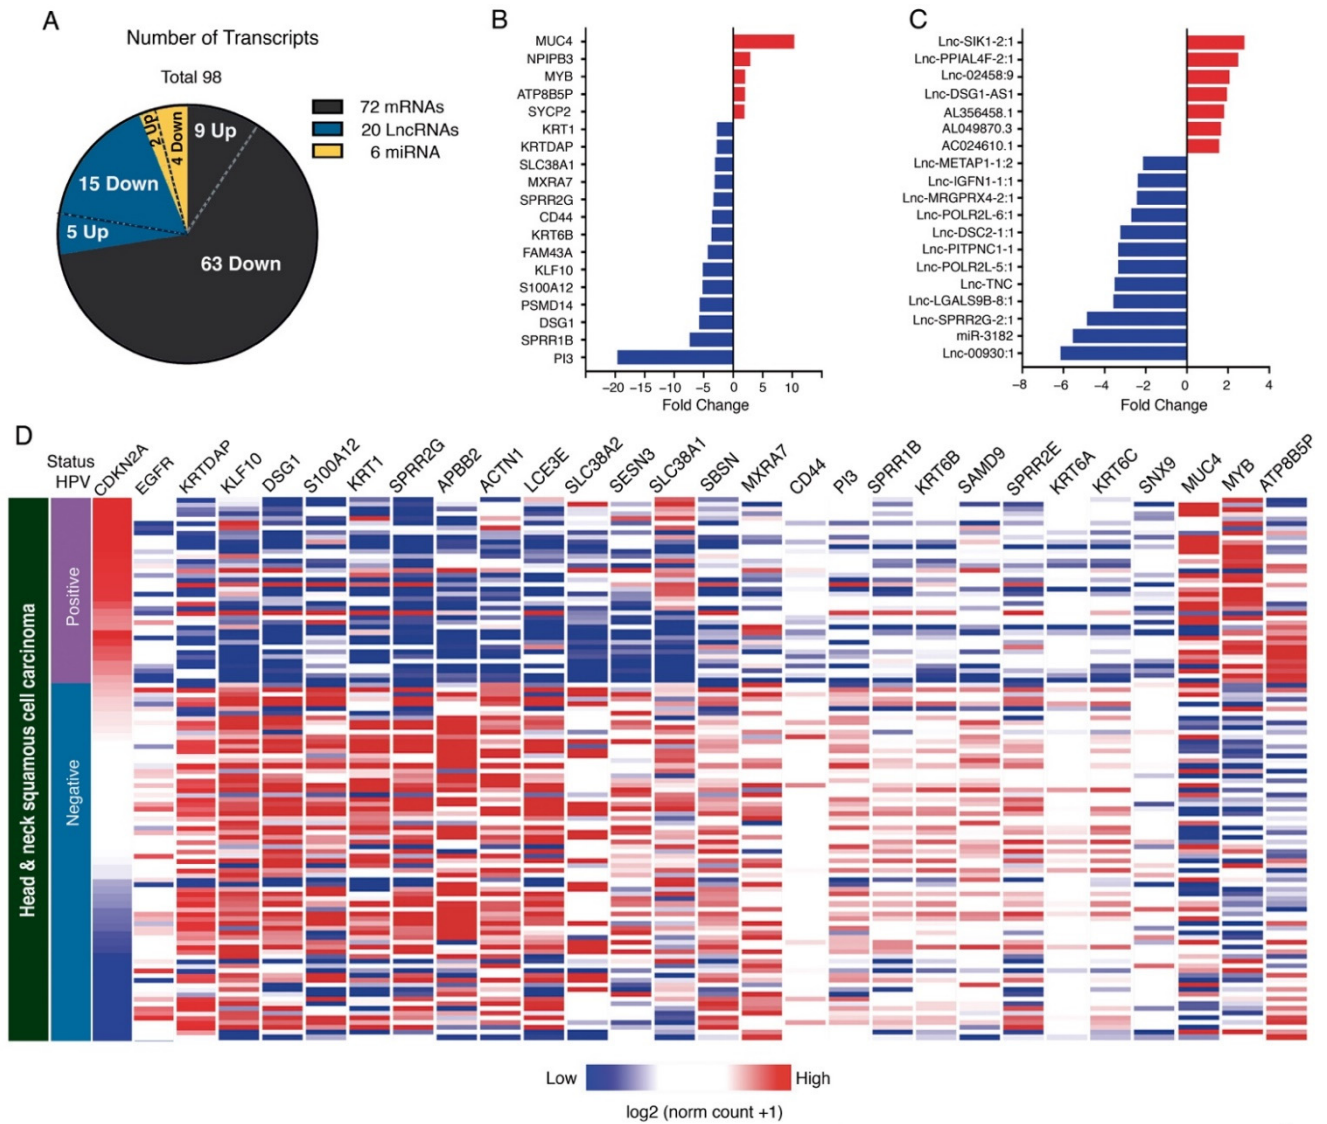 A
Number of Transcripts
Total 98
2 Up
4 Down
9 Up
15 Down
5 Up
63 Down
72 mRNAs
20 LncRNAs
6 miRNA
B
MUC4
NPIPB3
MYB
ATP8B5P
SYCP2
KRT1
KRTDAP
SLC38A1
MXRA7
SPRR2G
CD44
KRT6B
FAM43A
KLF10
S100A12
PSMD14
DSG1
SPRR1B
PI3
−20 −15 −10 −5 0 5 10
Fold Change
C
Lnc-SIK1-2:1
Lnc-PPIAL4F-2:1
Lnc-02458:9
Lnc-DSG1-AS1
AL356458.1
AL049870.3
AC024610.1
Lnc-METAP1-1:2
Lnc-IGFN1-1:1
Lnc-MRGPRX4-2:1
Lnc-POLR2L-6:1
Lnc-DSC2-1:1
Lnc-PITPNC1-1
Lnc-POLR2L-5:1
Lnc-TNC
Lnc-LGALS9B-8:1
Lnc-SPRR2G-2:1
miR-3182
Lnc-00930:1
−8 −6 −4 −2 0 2 4
Fold Change
D
Status
HPV
CDKN2A
EGFR
KRTDAP
KLF10
DSG1
S100A12
KRT1
SPRR2G
APBB2
ACTN1
LCE3E
SLC38A2
SESN3
SLC38A1
SBSN
MXRA7
CD44
PI3
SPRR1B
KRT6B
SAMD9
SPRR2E
KRT6A
KRT6C
SNX9
MUC4
MYB
ATP8B5P
Head & neck squamous cell carcinoma
Positive
Negative
Low
High
log2 (norm count +1)